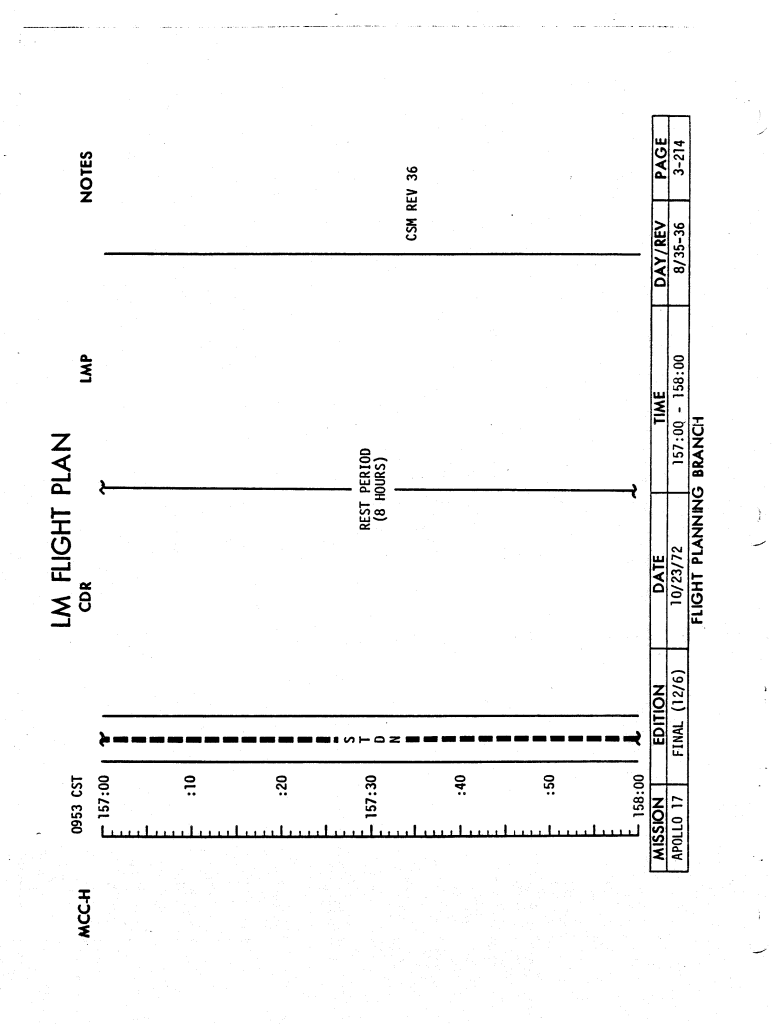 LM FLIGHT PLAN
MCC-H
0953 CST
CDR
LMP
NOTES
157:00
:10
:20
STDN
157:30
REST PERIOD
(8 HOURS)
CSM REV 36
:40
:50
158:00
MISSION EDITION DATE TIME DAY/REV PAGE
APOLLO 17 FINAL (12/6) 10/23/72 157:00 - 158:00 8/35-36 3-214
FLIGHT PLANNING BRANCH